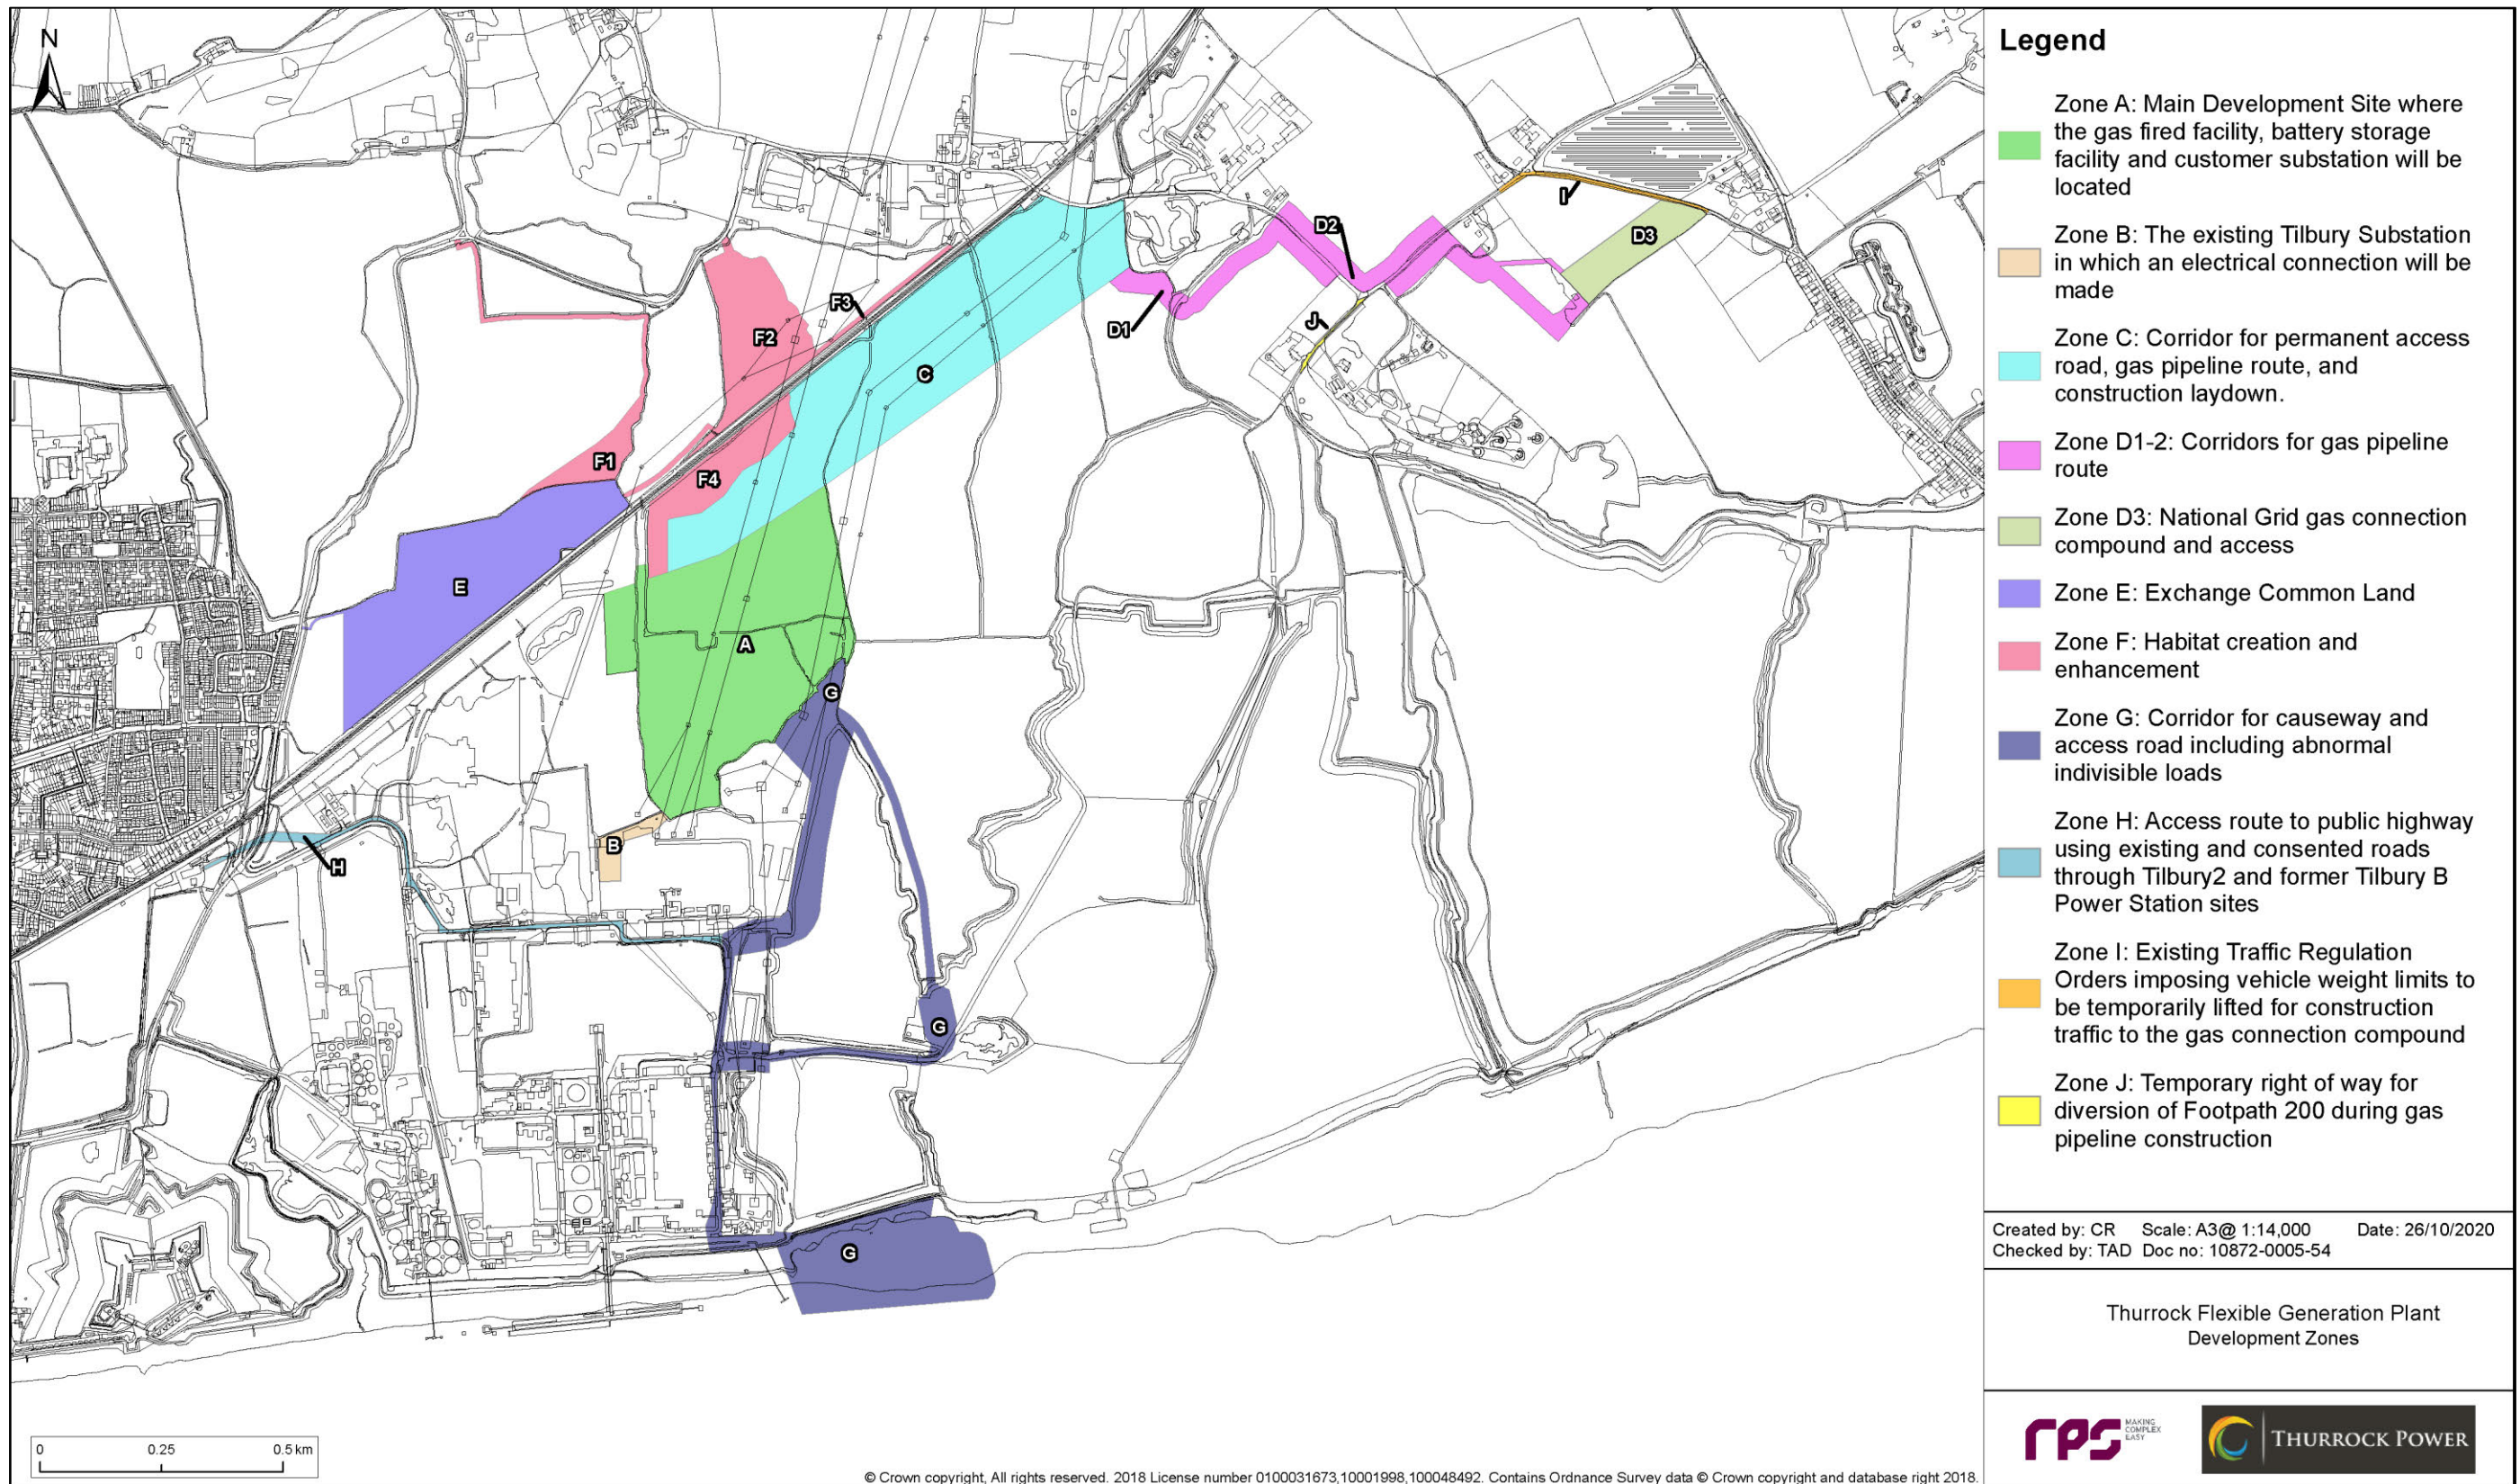 N
F3
F2
C
F1
F4
E
A
G
B
H
G
G
D1
D2
J
I
D3
Legend
Zone A: Main Development Site where
the gas fired facility, battery storage
facility and customer substation will be
located
Zone B: The existing Tilbury Substation
in which an electrical connection will be
made
Zone C: Corridor for permanent access
road, gas pipeline route, and
construction laydown.
Zone D1-2: Corridors for gas pipeline
route
Zone D3: National Grid gas connection
compound and access
Zone E: Exchange Common Land
Zone F: Habitat creation and
enhancement
Zone G: Corridor for causeway and
access road including abnormal
indivisible loads
Zone H: Access route to public highway
using existing and consented roads
through Tilbury2 and former Tilbury B
Power Station sites
Zone I: Existing Traffic Regulation
Orders imposing vehicle weight limits to
be temporarily lifted for construction
traffic to the gas connection compound
Zone J: Temporary right of way for
diversion of Footpath 200 during gas
pipeline construction
Created by: CR Scale: A3@ 1:14,000 Date: 26/10/2020
Checked by: TAD Doc no: 10872-0005-54
Thurrock Flexible Generation Plant
Development Zones
rps
MAKING
COMPLEX
EASY
THURROCK POWER
0 0.25 0.5 km
© Crown copyright, All rights reserved. 2018 License number 0100031673,10001998,100048492. Contains Ordnance Survey data © Crown copyright and database right 2018.